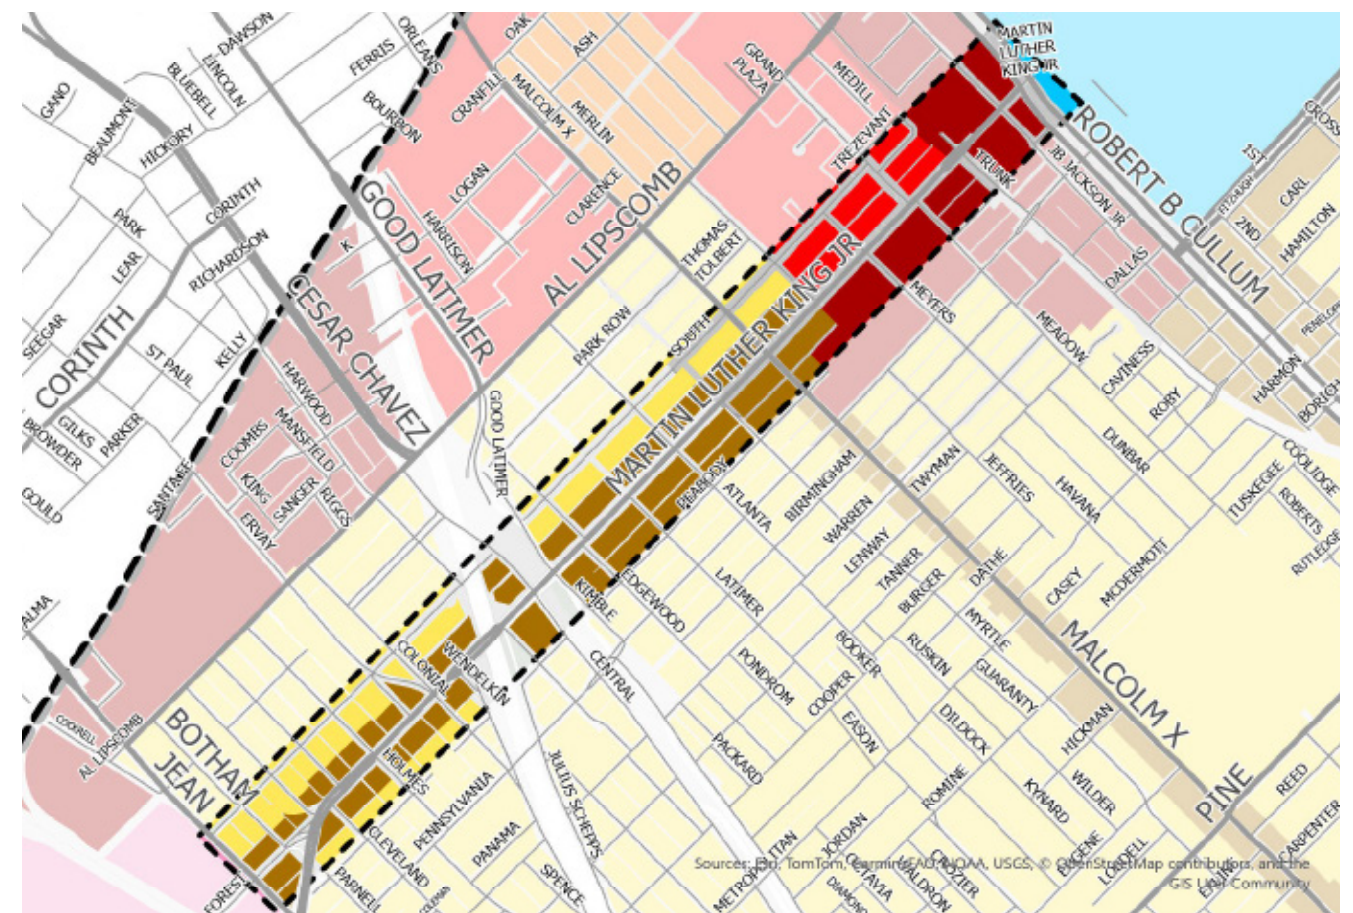 DAWSON
LINCOLN
BLUEBELL
GANO
BEAUMONT
HICKORY
FERRIS
ORLEANS
BOURBON
OAK
ASH
CRANFILL
MALCOLM X
MERLIN
GRAND
PLAZA
MEDILL
TREZEVANT
MARTIN
LUTHER
KING JR
ROBERT B CULLUM
JB JACKSON JR
TRUNK
1ST
FITZHUGH
2ND
CARL
HAMILTON
CROSS
DALLAS
CORINTH
PARK
LEAR
RICHARDSON
K
GOOD LATIMER
HARRISON
LOGAN
CLARENCE
AL LIPSCOMB
THOMAS
TOLBERT
SEEGAR
CORINTH
ST PAUL
KELLY
CESAR CHAVEZ
PARK ROW
SOUTH
MARTIN LUTHER KING JR
MEYERS
MEADOW
CAVINESS
ROBY
HARMON
BROWDER
GILKS
PARKER
GOULD
HARWOOD
MANSFIELD
COOMBS
KING
SANGER
RIGGS
ERVAY
SANTA FE
GOOD LATIMER
PEABODY
ATLANTA
BIRMINGHAM
WARREN
LENWAY
TANNER
BURGER
TWYMAN
JEFFRIES
HAVANA
DUNBAR
TUSKEGEE
COOLIDGE
ROBERTS
RUTLEDGE
MCDERMOTT
CASEY
DATHE
EDGEWOOD
KIMBLE
LATIMER
CENTRAL
PONDROM
COOPER
BOOKER
RUSKIN
MYRTLE
GUARANTY
MALCOLM X
HICKMAN
DILDOCK
EASON
PACKARD
ROMINE
KYNARD
WILDER
PINE
REED
CARPENTER
COLONIAL
WENDELKIN
COCKRELL
AL LIPSCOMB
BOTHAM
JEAN
HOLMES
CLEVELAND
PENNSYLVANIA
PANAMA
PARNELL
JULIUS SCHEPPS
SPENCE
JORDAN
OCTAVIA
CROZIER
EUGENE
LOBDELL
Sources: Esri, TomTom, Garmin, FAO, NOAA, USGS, © OpenStreetMap contributors, and the
GIS User Community